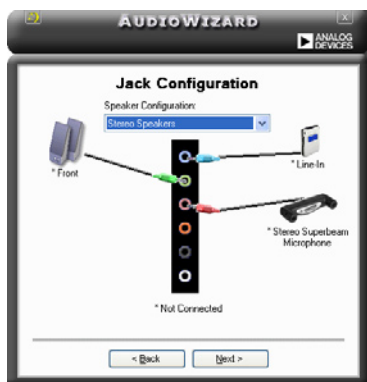 AUDIOWIZARD
ANALOG
DEVICES
Jack Configuration
Speaker Configuration:
Stereo Speakers
* Front
* Line-In
* Stereo Superbeam
Microphone
* Not Connected
< Back
Next >